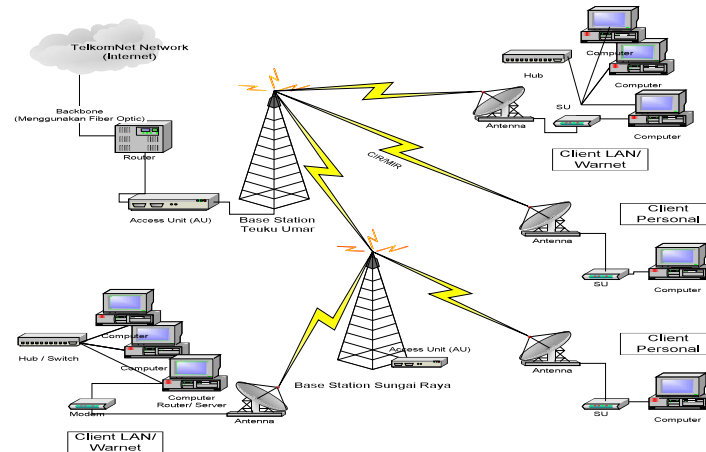 TelkomNet Network
(Internet)
Backbone
(Menggunakan Fiber Optic)
Router
Access Unit (AU)
Base Station
Teuku Umar
CIR/MIR
Computer
Computer
Hub
SU
Antenna
Computer
Client LAN/
Warnet
Client
Personal
Antenna
SU
Computer
Client
Personal
Antenna
SU
Computer
Access Unit (AU)
Base Station Sungai Raya
Computer
Hub / Switch
Computer
Computer
Router/ Server
Modem
Antenna
Client LAN/
Warnet